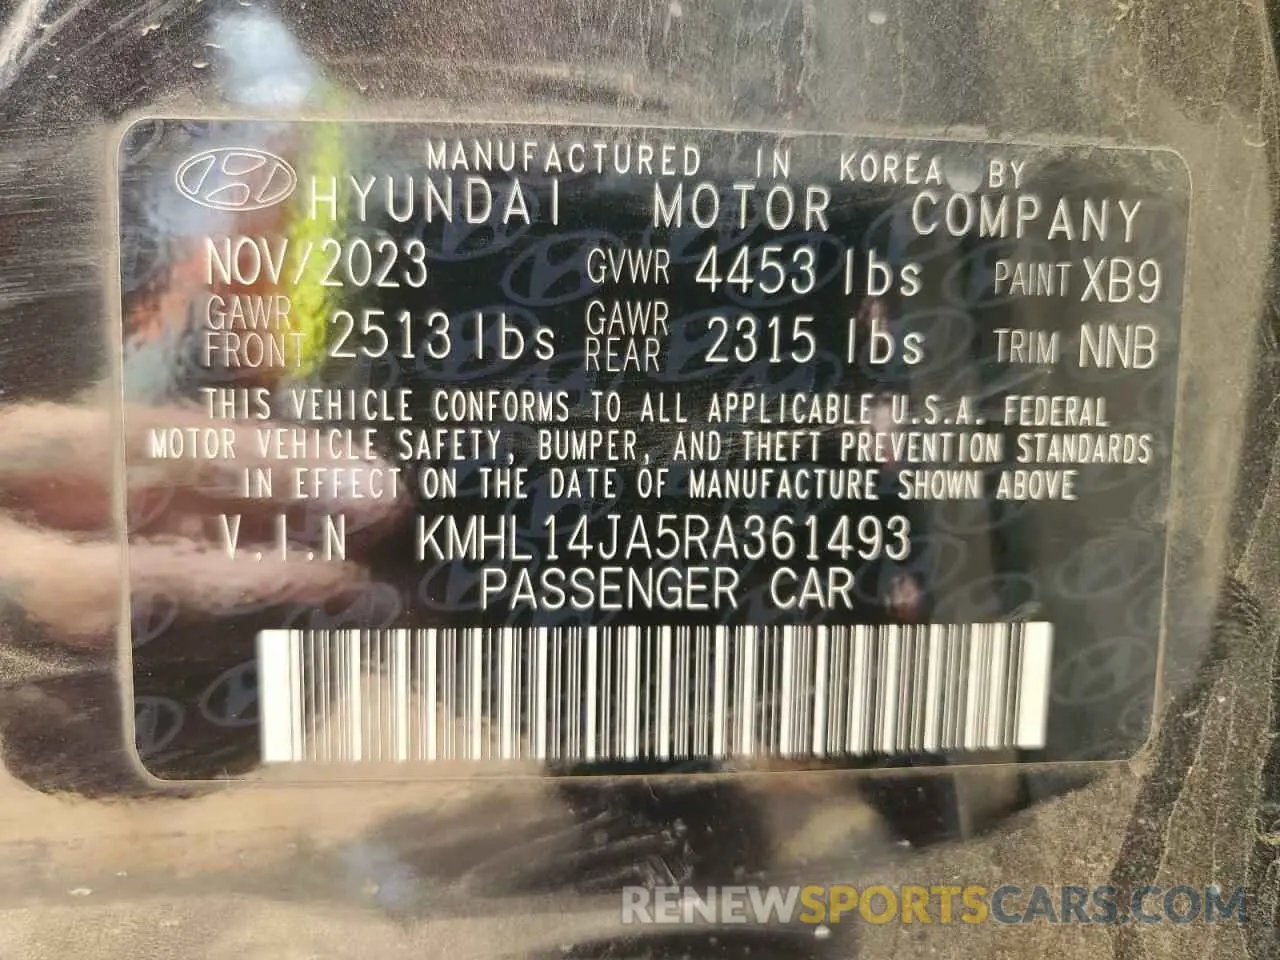 MANUFACTURED IN KOREA BY
HYUNDAI MOTOR COMPANY
NOV/2023 GVWR 4453 lbs PAINT XB9
GAWR FRONT 2513 lbs GAWR REAR 2315 lbs TRIM NNB
THIS VEHICLE CONFORMS TO ALL APPLICABLE U.S.A. FEDERAL
MOTOR VEHICLE SAFETY, BUMPER, AND THEFT PREVENTION STANDARDS
IN EFFECT ON THE DATE OF MANUFACTURE SHOWN ABOVE
V.I.N KMHL14JA5RA361493
PASSENGER CAR
RENEWSPORTSCARS.COM